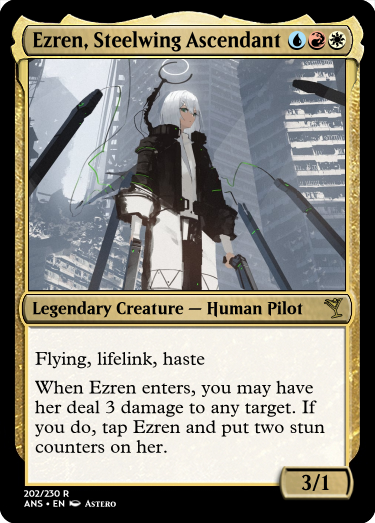 Ezren, Steelwing Ascendant
Legendary Creature — Human Pilot
Flying, lifelink, haste
When Ezren enters, you may have
her deal 3 damage to any target. If
you do, tap Ezren and put two stun
counters on her.
3/1
202/230 R
ANS • EN Astero